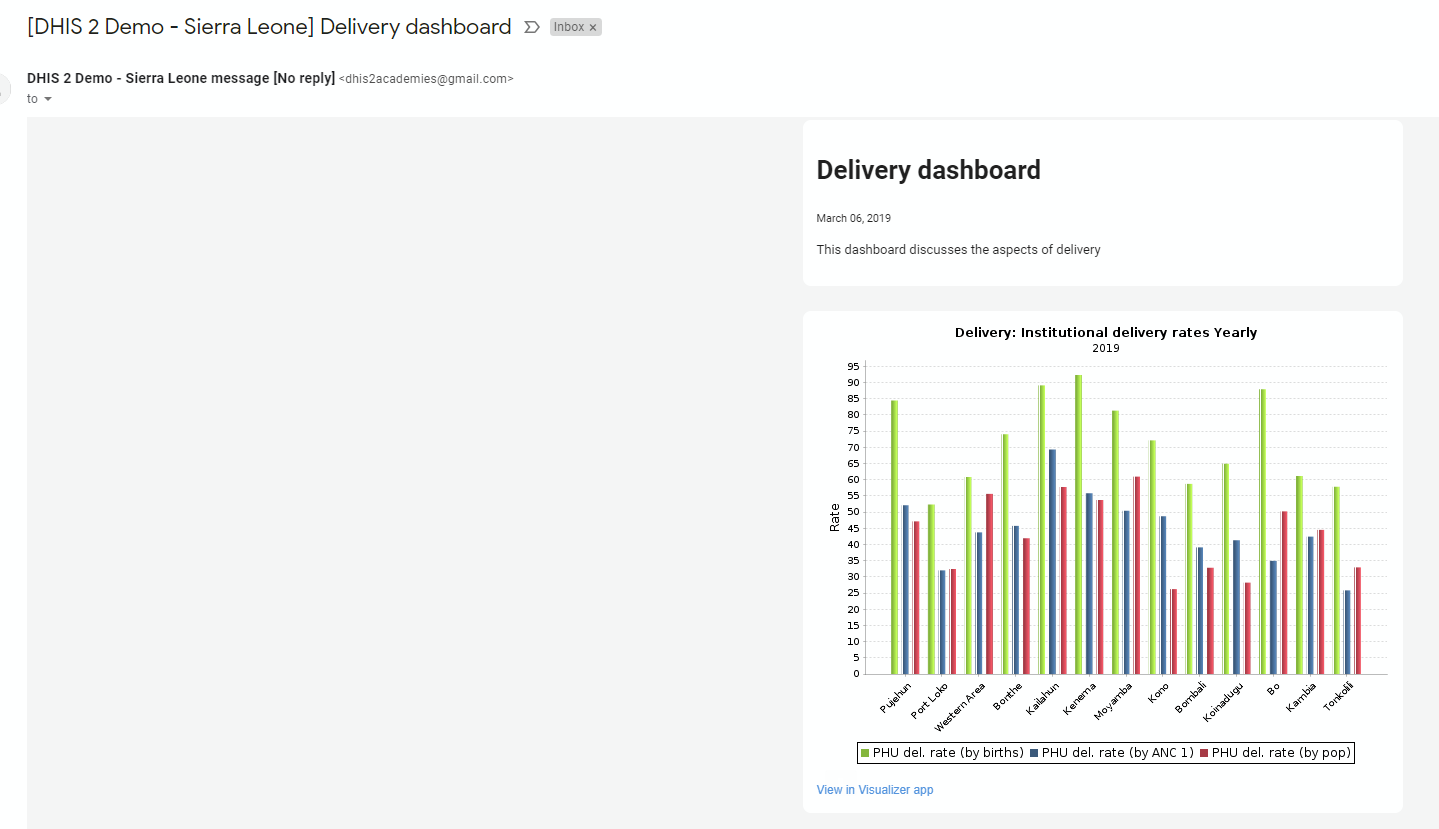 [DHIS 2 Demo - Sierra Leone] Delivery dashboard Inbox ×
DHIS 2 Demo - Sierra Leone message [No reply] <dhis2academies@gmail.com>
to
Delivery dashboard
March 06, 2019
This dashboard discusses the aspects of delivery
Delivery: Institutional delivery rates Yearly
2019
95
90
85
80
75
70
65
60
55
50
45
40
35
30
25
20
15
10
5
0
Rate
Pujehun
Port Loko
Western Area
Bonthe
Kailahun
Kenema
Moyamba
Kono
Bombali
Koinadugu
Bo
Kambia
Tonkolili
PHU del. rate (by births) PHU del. rate (by ANC 1) PHU del. rate (by pop)
View in Visualizer app